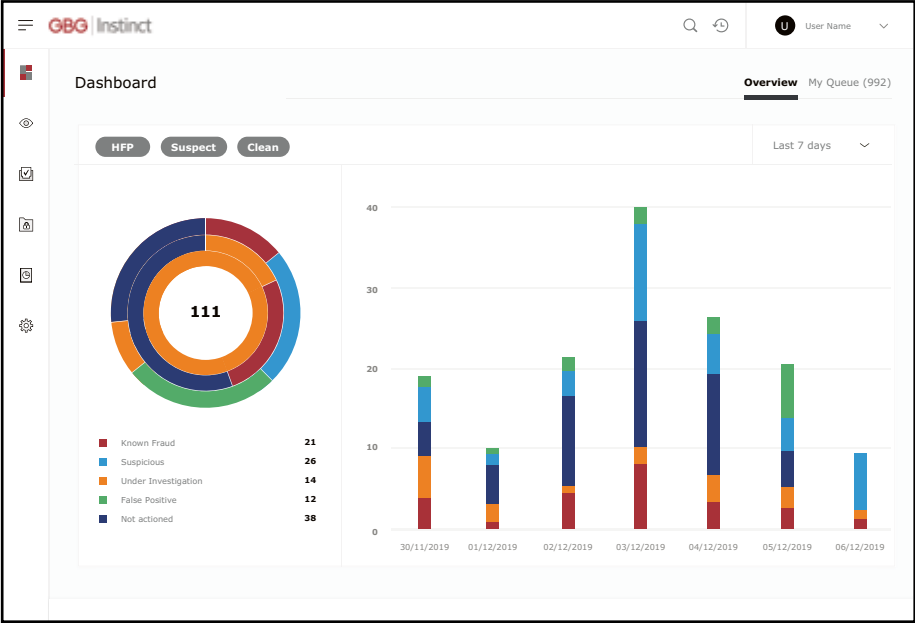 GBG Instinct
U User Name
Dashboard
Overview My Queue (992)
HFP Suspect Clean
Last 7 days
111
Known Fraud 21
Suspicious 26
Under Investigation 14
False Positive 12
Not actioned 38
40
30
20
10
0
30/11/2019 01/12/2019 02/12/2019 03/12/2019 04/12/2019 05/12/2019 06/12/2019